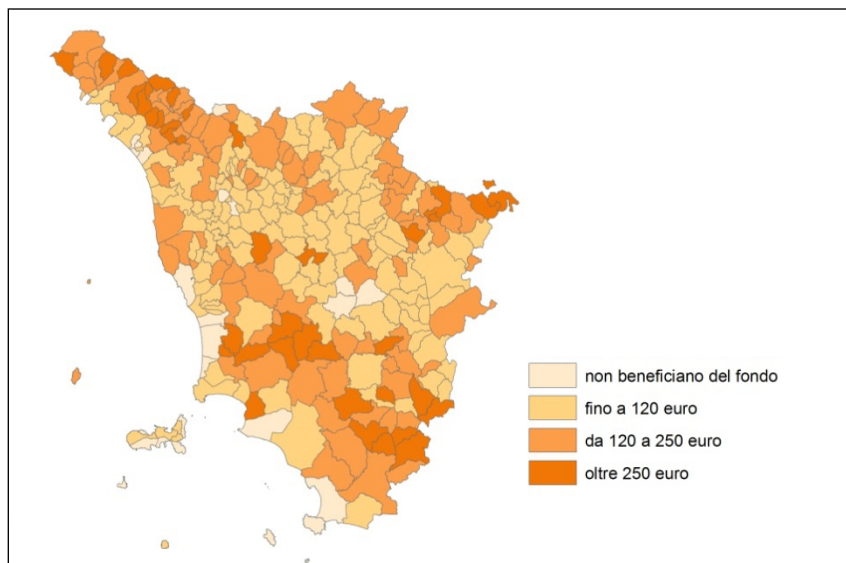 non beneficiano del fondo
fino a 120 euro
da 120 a 250 euro
oltre 250 euro